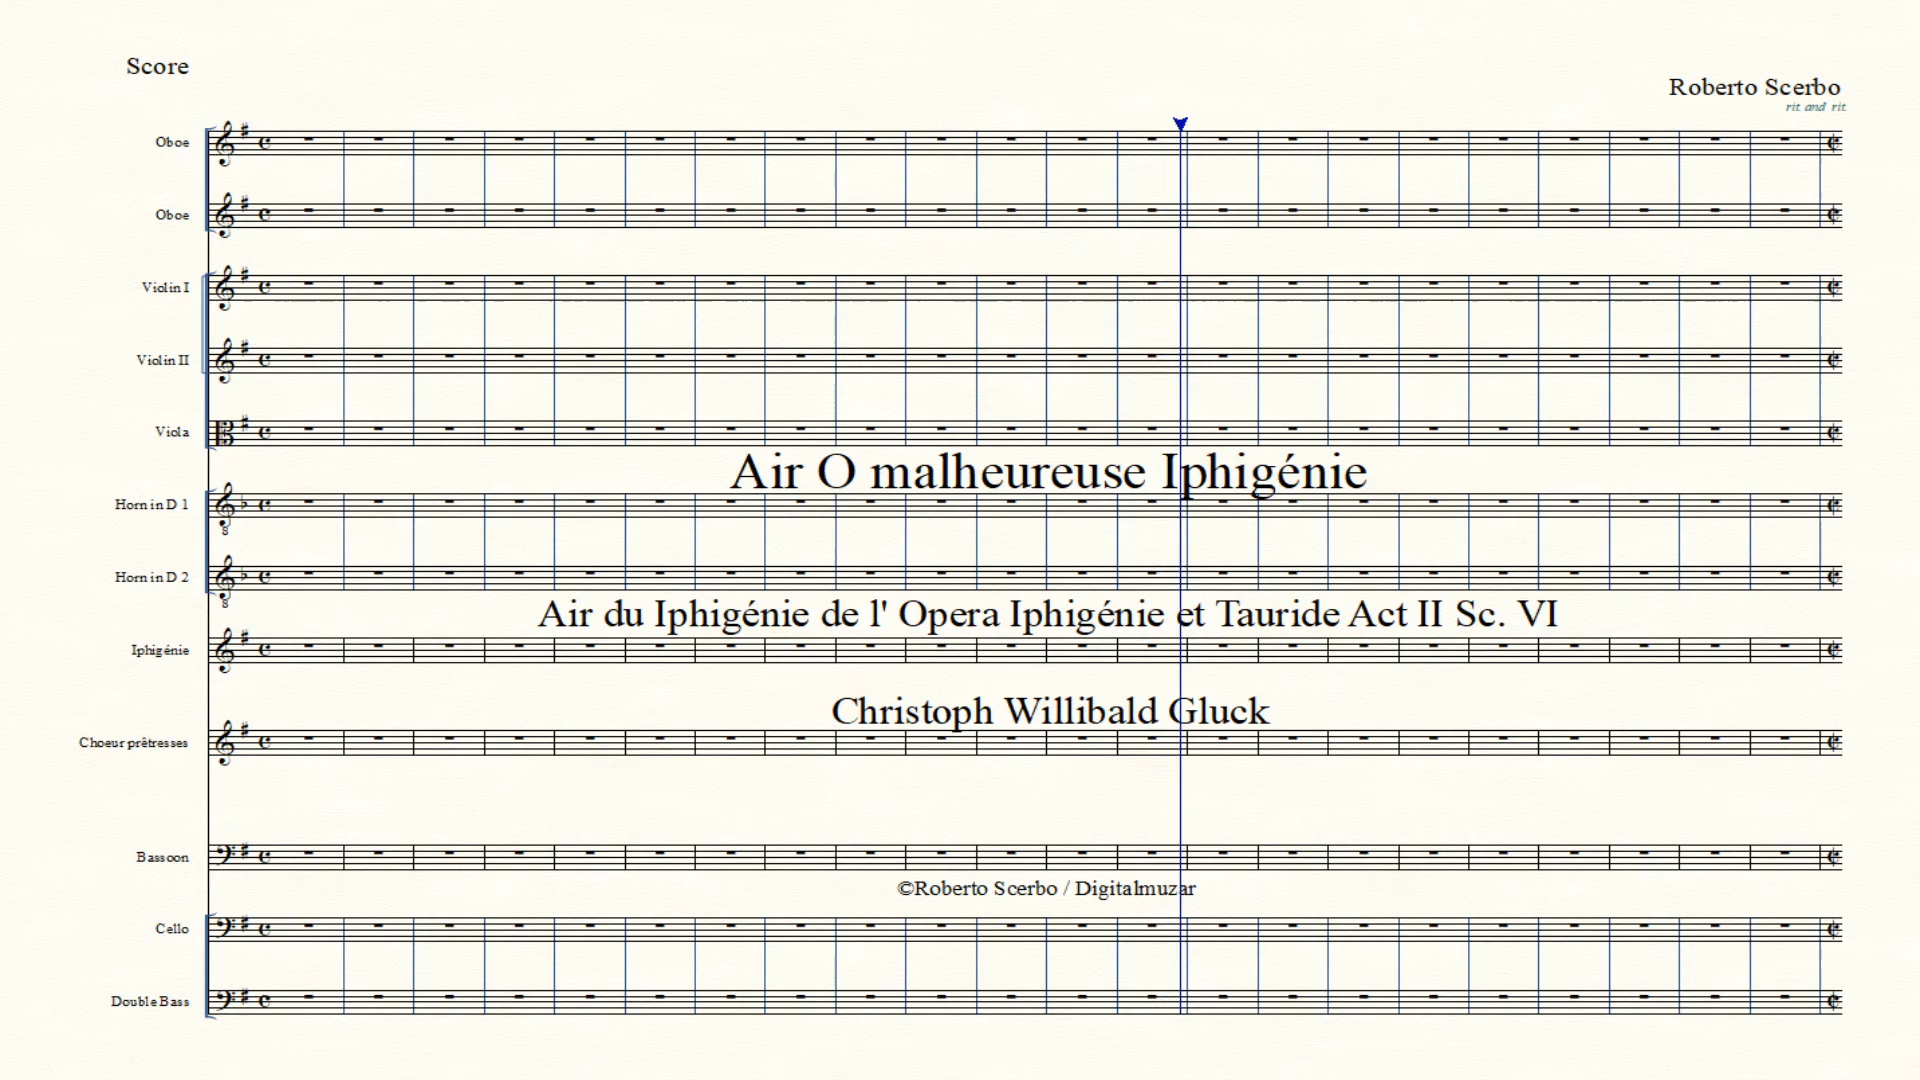 Score
Roberto Scerbo
rit and rit
Oboe
Oboe
Violin I
Violin II
Viola
Air O malheureuse Iphigénie
Horn in D 1
8
Horn in D 2
8
Air du Iphigénie de l' Opera Iphigénie et Tauride Act II Sc. VI
Iphigénie
Christoph Willibald Gluck
Choeur prêtresses
Bassoon
©Roberto Scerbo / Digitalmuzar
Cello
Double Bass